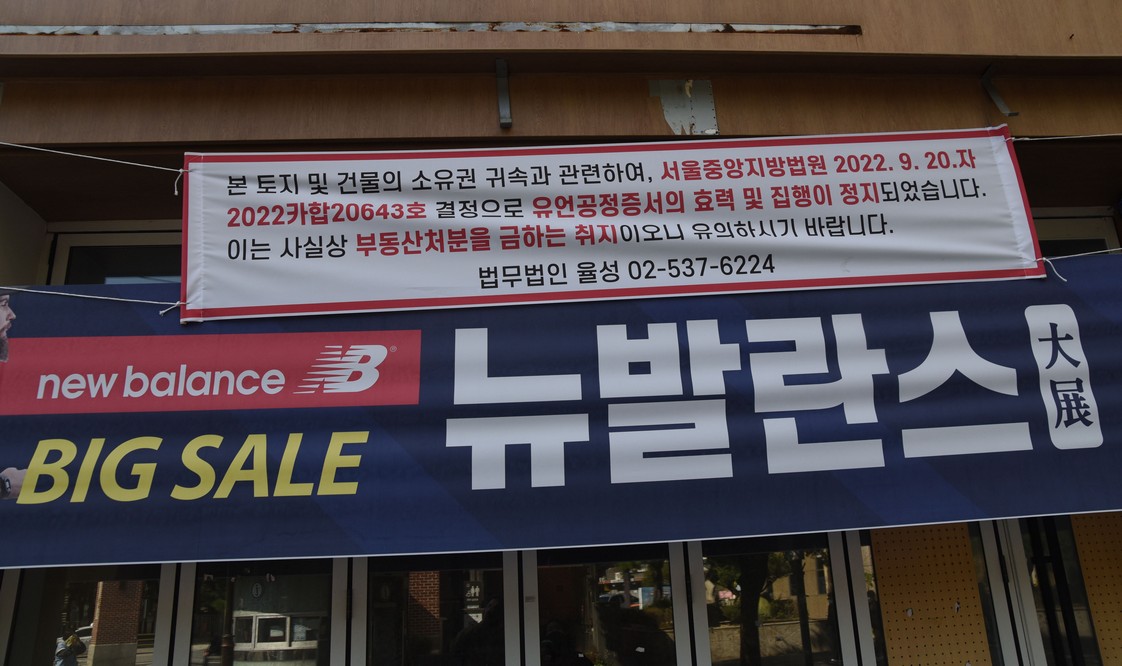 본 토지 및 건물의 소유권 귀속과 관련하여, 서울중앙지방법원 2022. 9. 20.자
2022카합20643호 결정으로 유언공정증서의 효력 및 집행이 정지되었습니다.
이는 사실상 부동산처분을 금하는 취지이오니 유의하시기 바랍니다.
법무법인 율성 02-537-6224
new balance NB®
BIG SALE
뉴발란스
大展